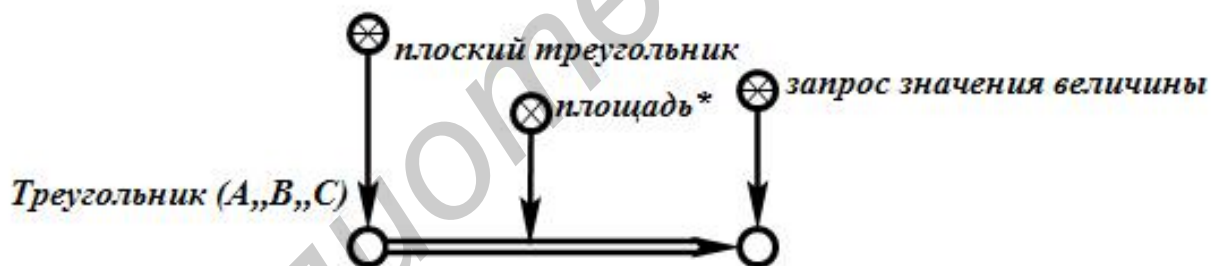 плоский треугольник
запрос значения величины
площадь*
Треугольник (A,,B,,C)